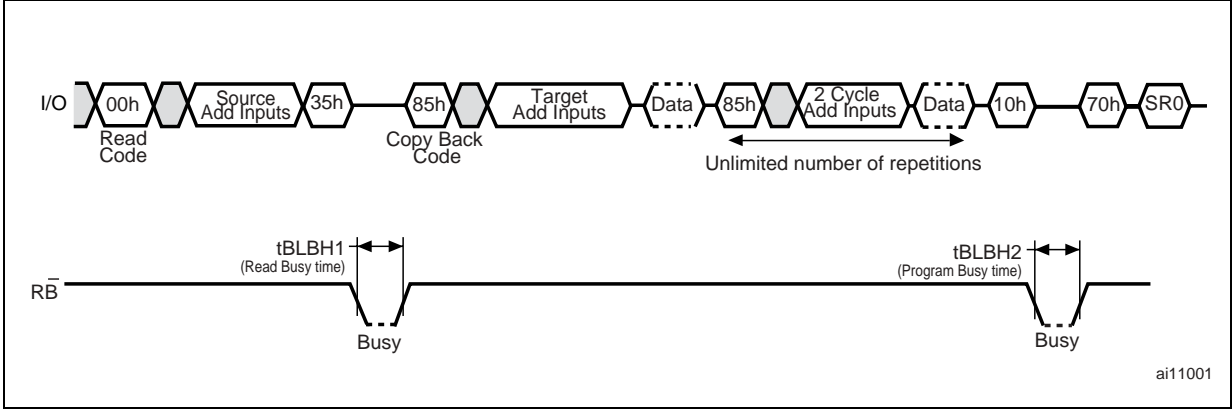 I/O 00h Source Add Inputs 35h 85h Target Add Inputs Data 85h 2 Cycle Add Inputs Data 10h 70h SR0
Read Code
Copy Back Code
Unlimited number of repetitions
tBLBH1
(Read Busy time)
tBLBH2
(Program Busy time)
RB̅
Busy
Busy
ai11001